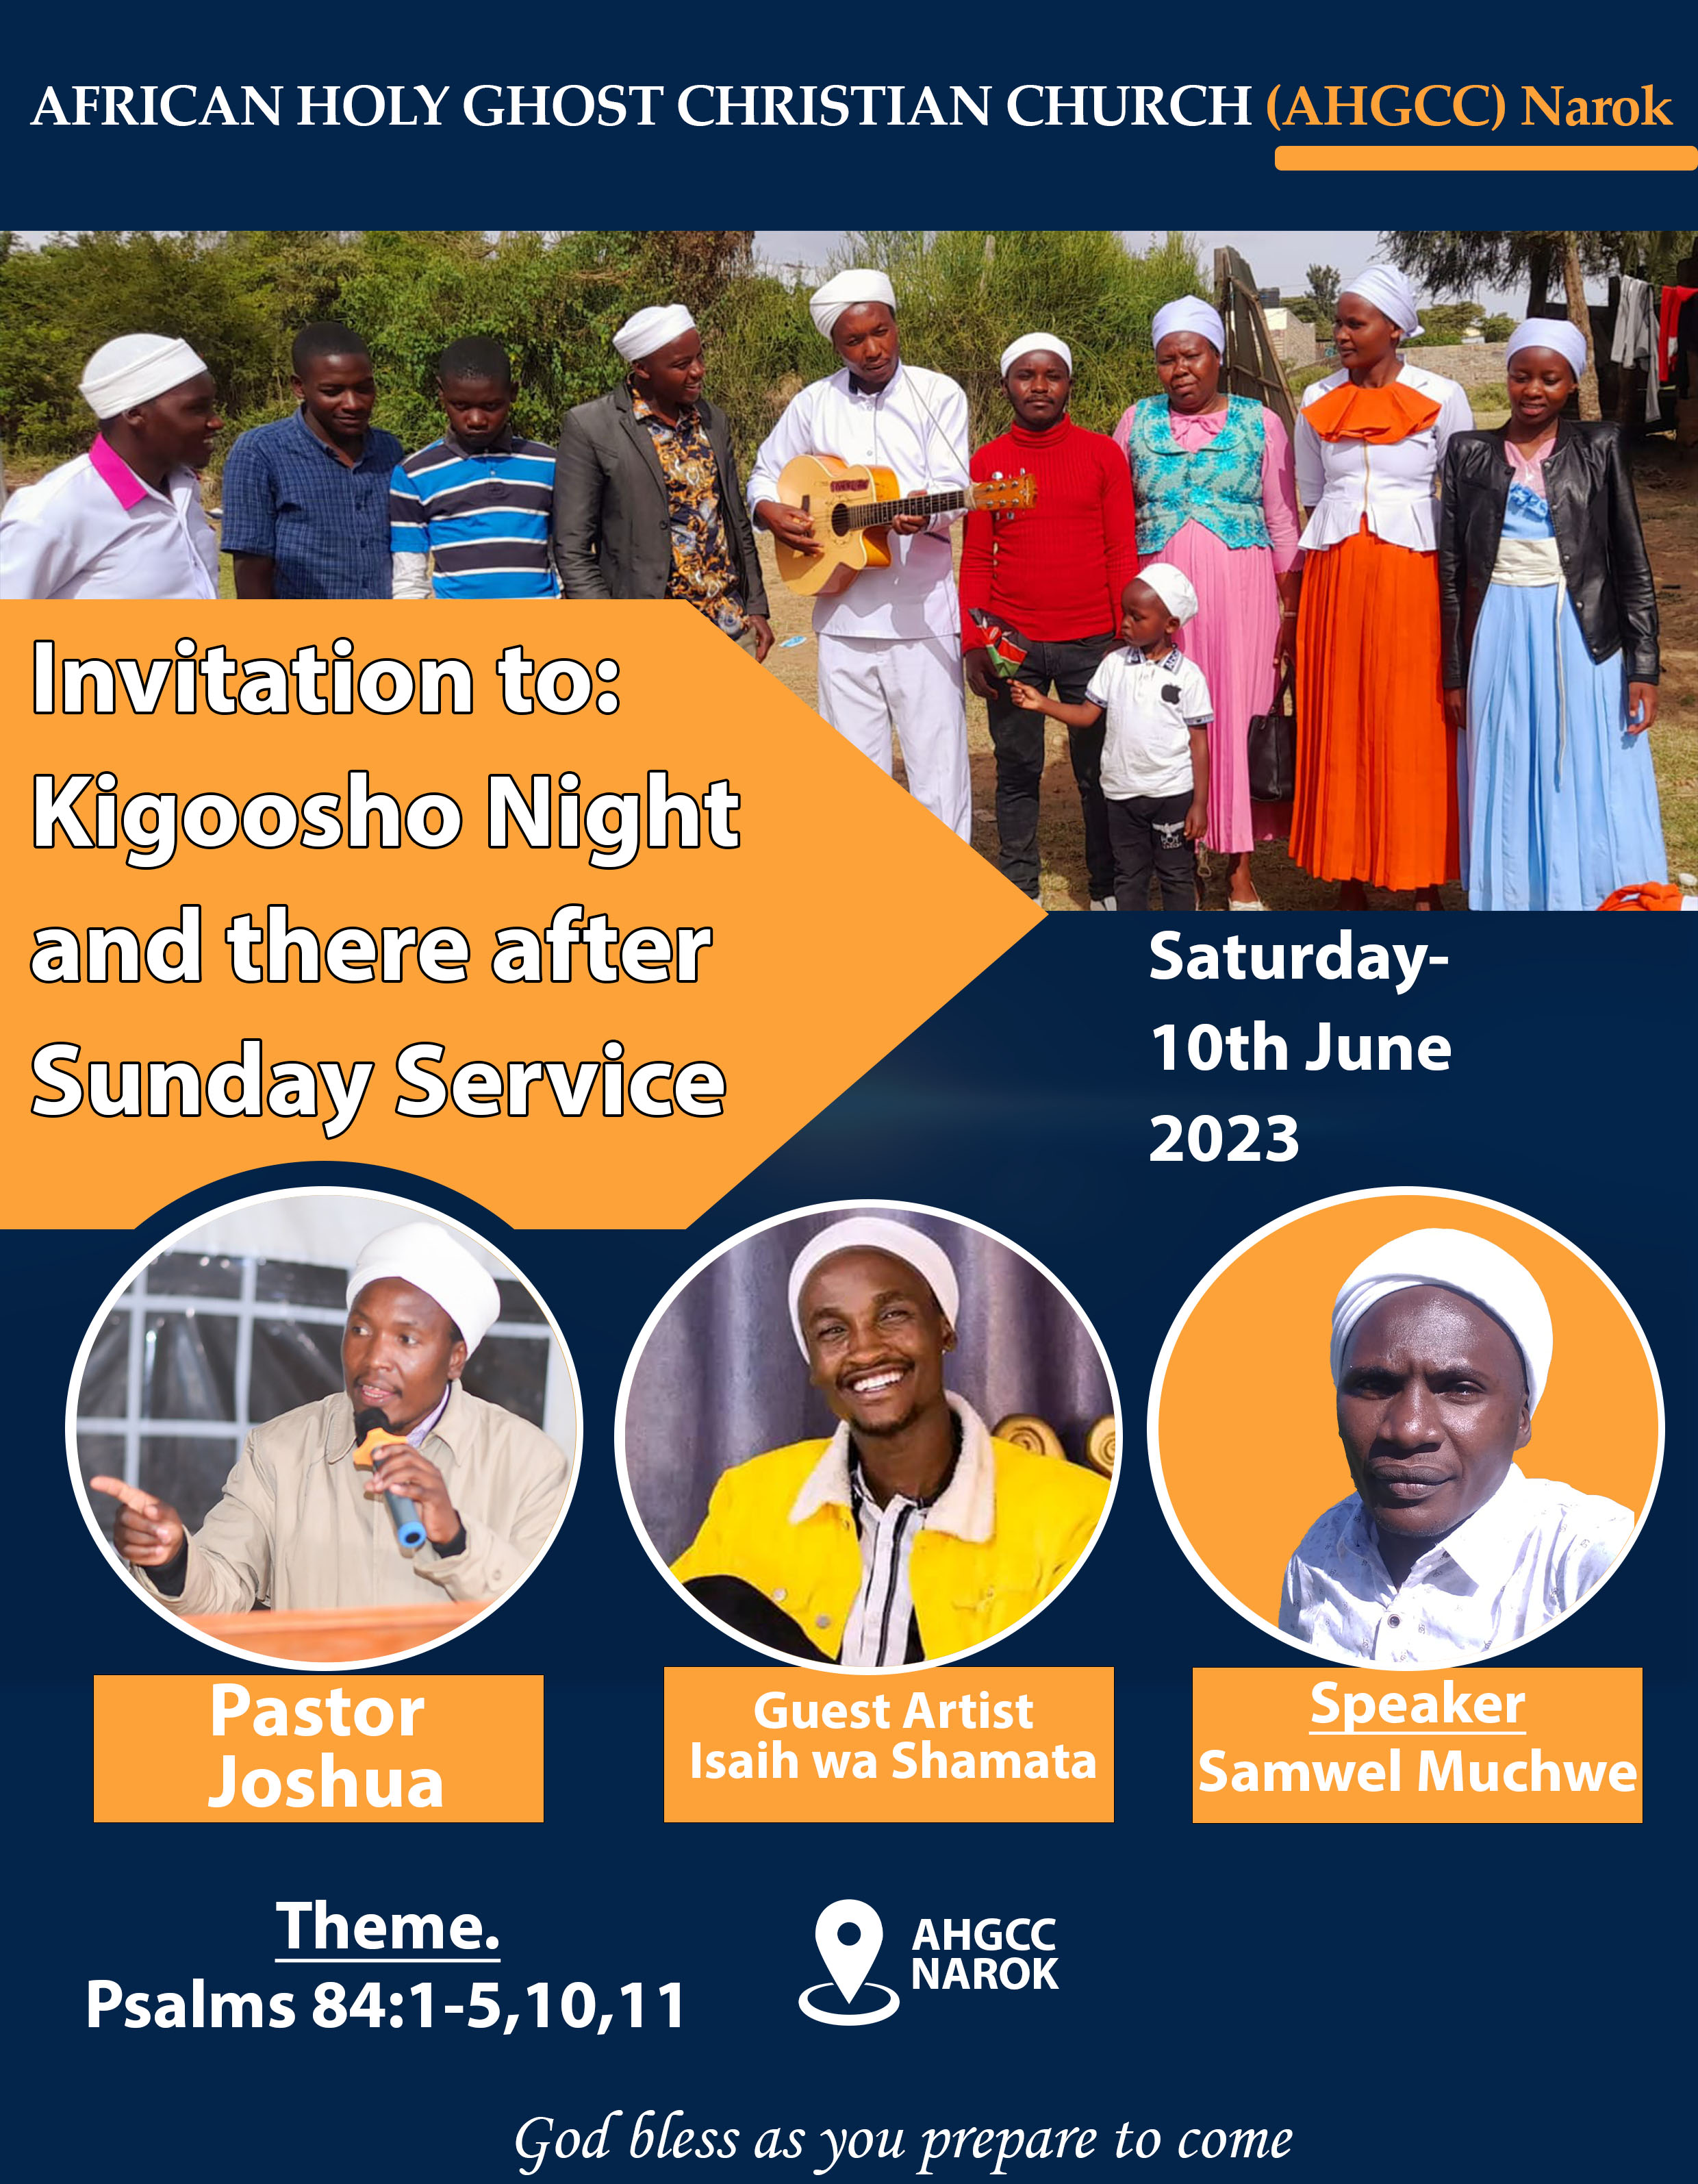 AFRICAN HOLY GHOST CHRISTIAN CHURCH (AHGCC) Narok
Invitation to:
Kigoosho Night
and there after
Sunday Service
Saturday-
10th June
2023
Pastor
Joshua
Guest Artist
Isaih wa Shamata
Speaker
Samwel Muchwe
Theme.
Psalms 84:1-5,10,11
AHGCC
NAROK
God bless as you prepare to come